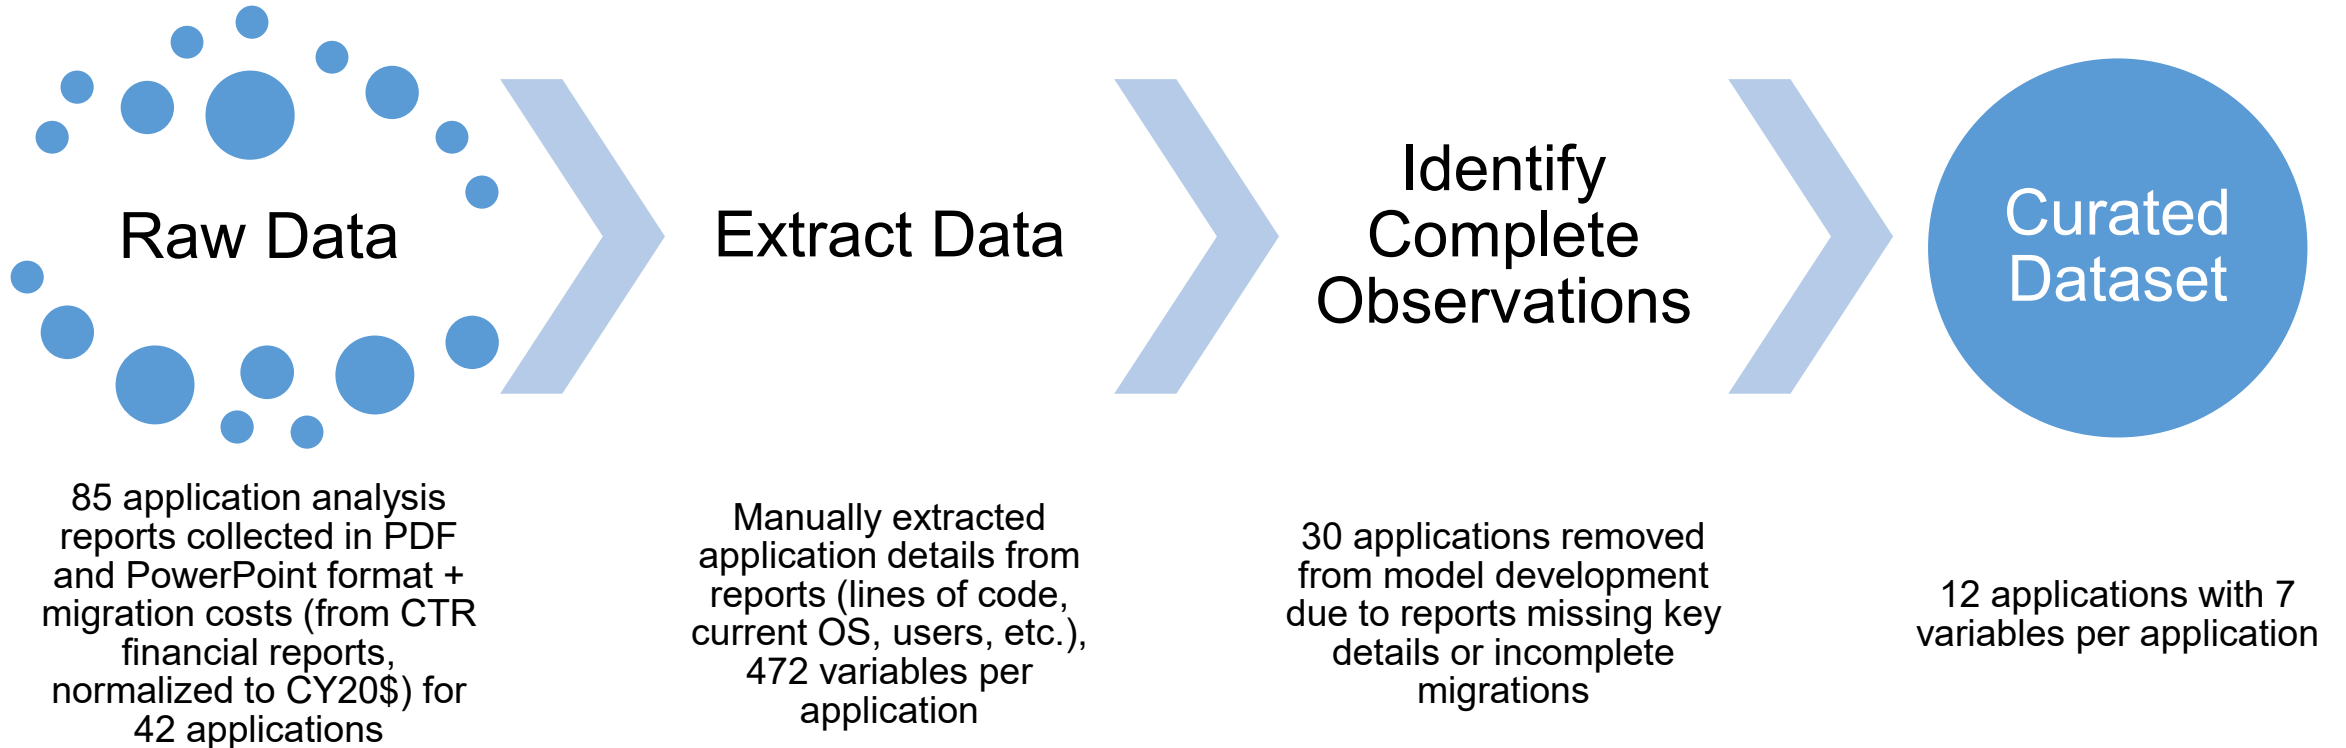 Raw Data
85 application analysis
reports collected in PDF
and PowerPoint format +
migration costs (from CTR
financial reports,
normalized to CY20$) for
42 applications
Extract Data
Manually extracted
application details from
reports (lines of code,
current OS, users, etc.),
472 variables per
application
Identify
Complete
Observations
30 applications removed
from model development
due to reports missing key
details or incomplete
migrations
Curated
Dataset
12 applications with 7
variables per application